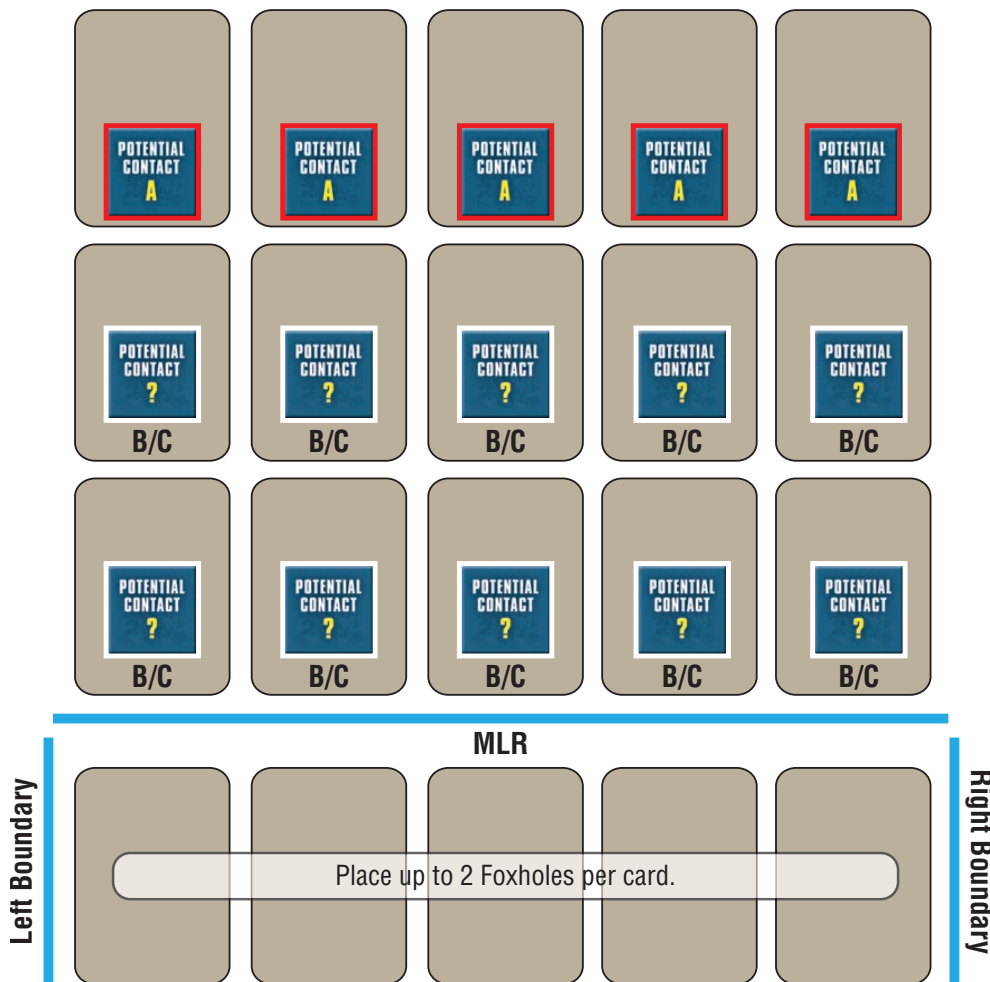 POTENTIAL POTENTIAL POTENTIAL POTENTIAL POTENTIAL
CONTACT CONTACT CONTACT CONTACT CONTACT
A A A A A
POTENTIAL POTENTIAL POTENTIAL POTENTIAL POTENTIAL
CONTACT CONTACT CONTACT CONTACT CONTACT
? ? ? ? ?
B/C B/C B/C B/C B/C
POTENTIAL POTENTIAL POTENTIAL POTENTIAL POTENTIAL
CONTACT CONTACT CONTACT CONTACT CONTACT
? ? ? ? ?
B/C B/C B/C B/C B/C
MLR
Left Boundary
Place up to 2 Foxholes per card.
Right Boundary